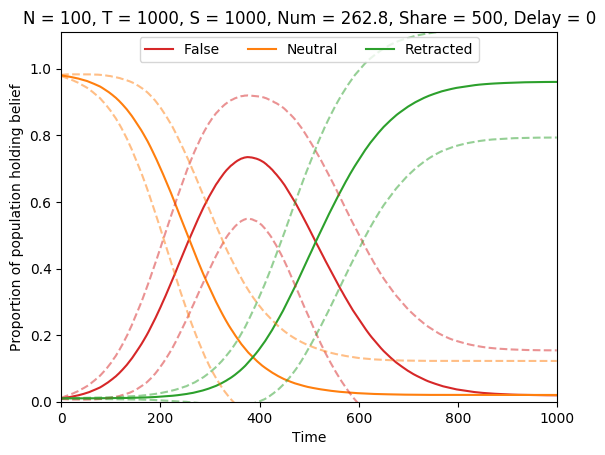 N = 100, T = 1000, S = 1000, Num = 262.8, Share = 500, Delay = 0
False Neutral Retracted
1.0
0.8
0.6
0.4
0.2
0.0
Proportion of population holding belief
0 200 400 600 800 1000
Time